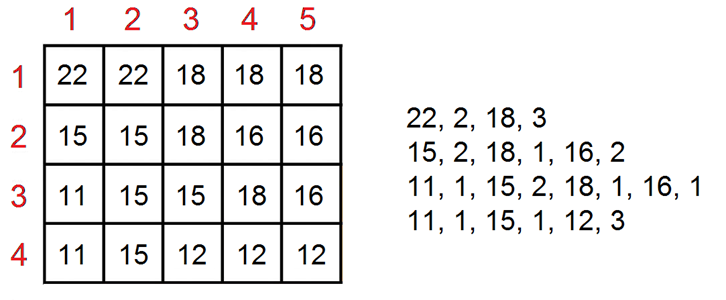 1 2 3 4 5
1 22 22 18 18 18
2 15 15 18 16 16
3 11 15 15 18 16
4 11 15 12 12 12
22, 2, 18, 3
15, 2, 18, 1, 16, 2
11, 1, 15, 2, 18, 1, 16, 1
11, 1, 15, 1, 12, 3